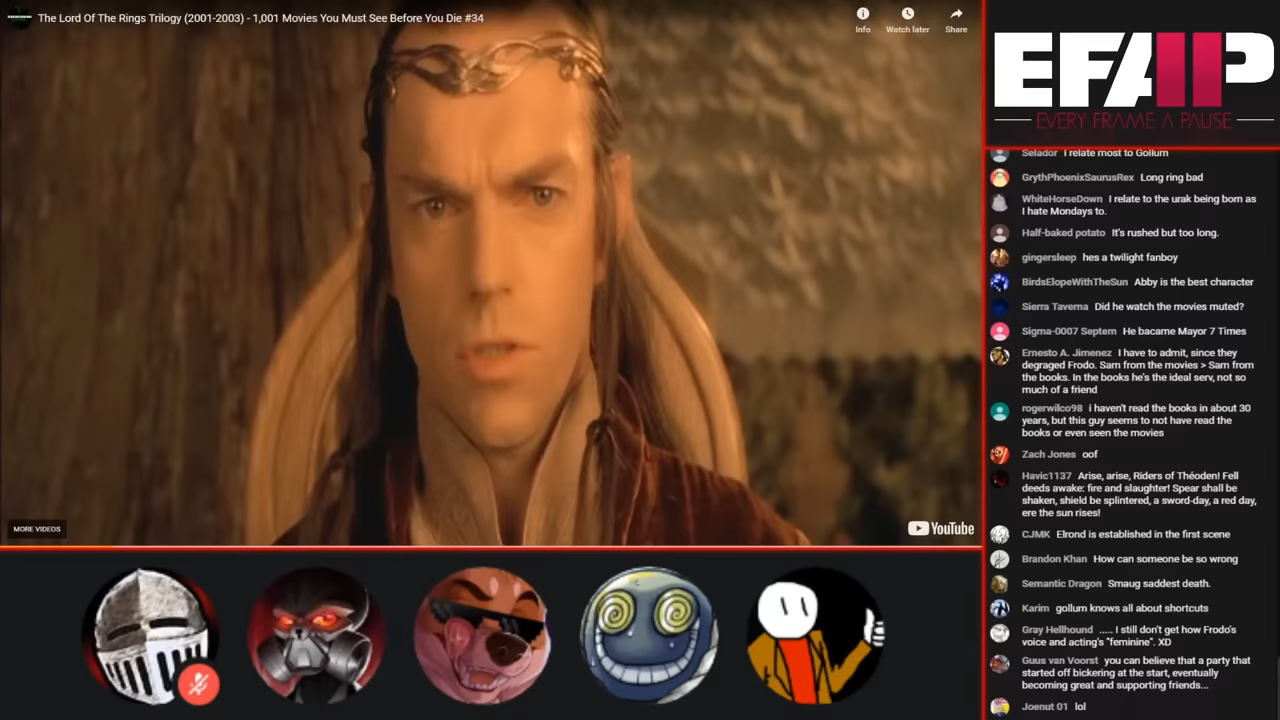 The Lord Of The Rings Trilogy (2001-2003) - 1,001 Movies You Must See Before You Die #34
Info
Watch later
Share
MORE VIDEOS
YouTube
EFAP
EVERY FRAME A PAUSE
Selador I relate most to Gollum
GrythPhoenixSaurusRex Long ring bad
WhiteHorseDown I relate to the urak being born as
I hate Mondays to.
Half-baked potato It's rushed but too long.
gingersleep hes a twilight fanboy
BirdsElopeWithTheSun Abby is the best character
Sierra Taverna Did he watch the movies muted?
Sigma-0007 Septem He bacame Mayor 7 Times
Ernesto A. Jimenez I have to admit, since they
degraged Frodo. Sam from the movies > Sam from
the books. In the books he's the ideal serv, not so
much of a friend
rogerwilco98 i haven't read the books in about 30
years, but this guy seems to not have read the
books or even seen the movies
Zach Jones oof
Havic1137 Arise, arise, Riders of Théoden! Fell
deeds awake: fire and slaughter! Spear shall be
shaken, shield be splintered, a sword-day, a red day,
ere the sun rises!
CJMK Elrond is established in the first scene
Brandon Khan How can someone be so wrong
Semantic Dragon Smaug saddest death.
Karim gollum knows all about shortcuts
Gray Hellhound ..... I still don't get how Frodo's
voice and acting's "feminine". XD
Guus van Voorst you can believe that a party that
started off bickering at the start, eventually
becoming great and supporting friends...
Joenut 01 lol